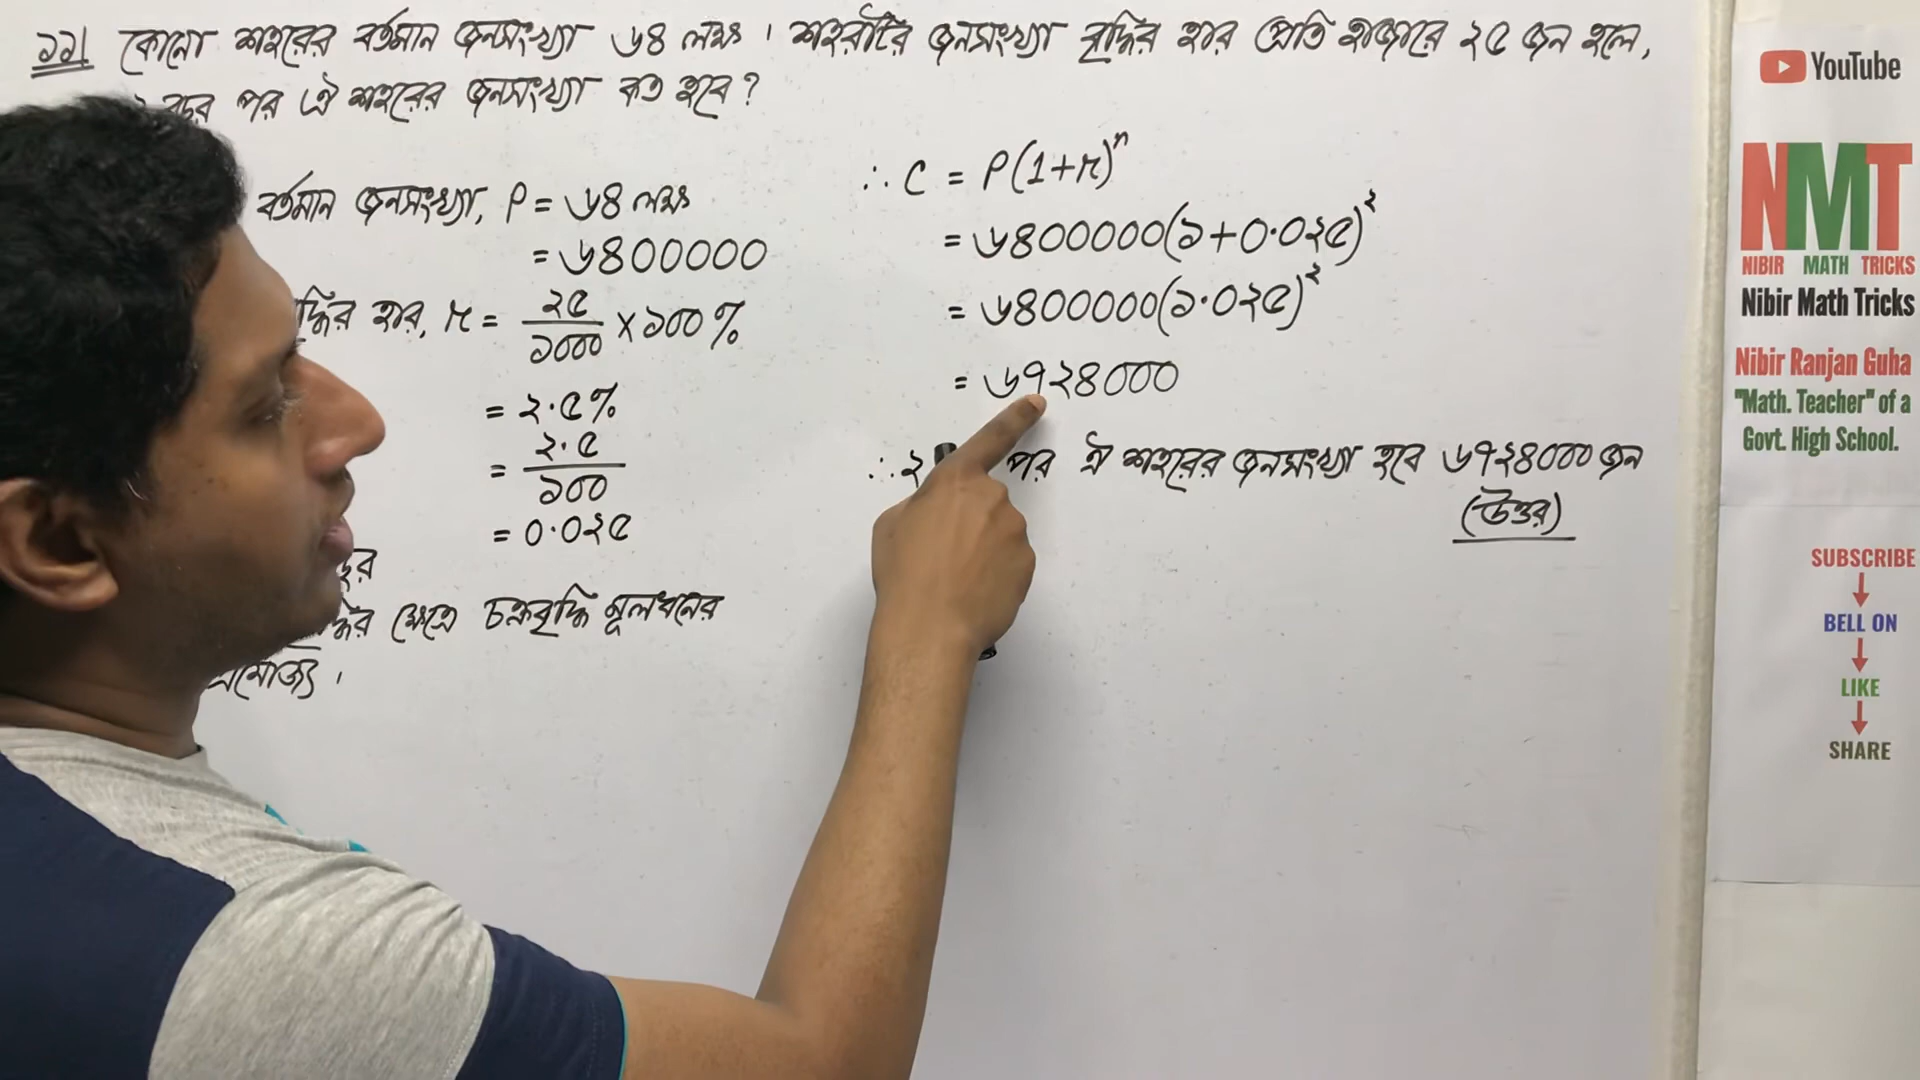 ১১। কোনো শহরের বর্তমান জনসংখ্যা ৬৪ লক্ষ। শহরটির জনসংখ্যা বৃদ্ধির হার প্রতি হাজারে ২৫ জন হলে,
বছর পর ঐ শহরের জনসংখ্যা কত হবে?
বর্তমান জনসংখ্যা, P = ৬৪ লক্ষ
= ৬৪০০০০০
হার, r = ২৫/১০০০ × ১০০%
= ২.৫%
= ২.৫/১০০
= ০.০২৫
ক্ষেত্রে চক্রবৃদ্ধি মূলধনের
∴ C = P(1+r)^n
= ৬৪০০০০০(১+০.০২৫)^২
= ৬৪০০০০০(১.০২৫)^২
= ৬৭২৪০০০
∴ ২ পর ঐ শহরের জনসংখ্যা হবে ৬৭২৪০০০ জন
(উত্তর)
YouTube
NMT
NIBIR MATH TRICKS
Nibir Math Tricks
Nibir Ranjan Guha
"Math. Teacher" of a
Govt. High School.
SUBSCRIBE
BELL ON
LIKE
SHARE